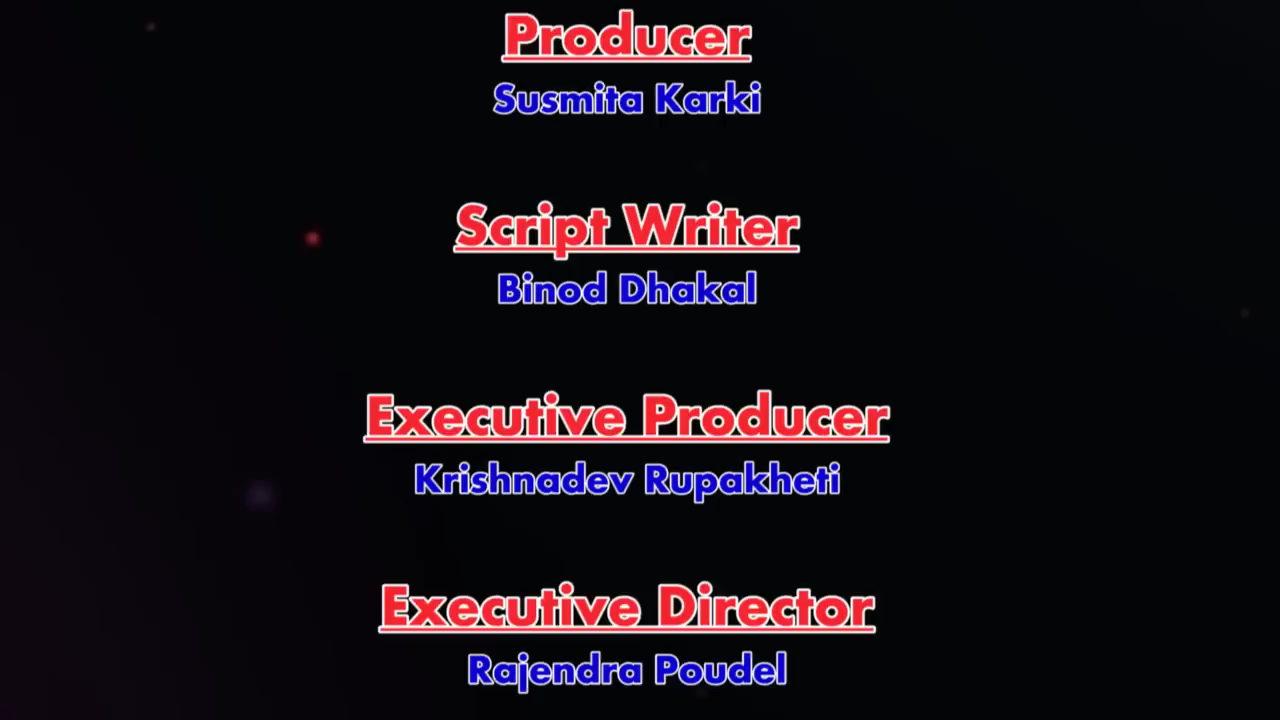 Producer
Susmita Karki
Script Writer
Binod Dhakal
Executive Producer
Krishnadev Rupakheti
Executive Director
Rajendra Poudel